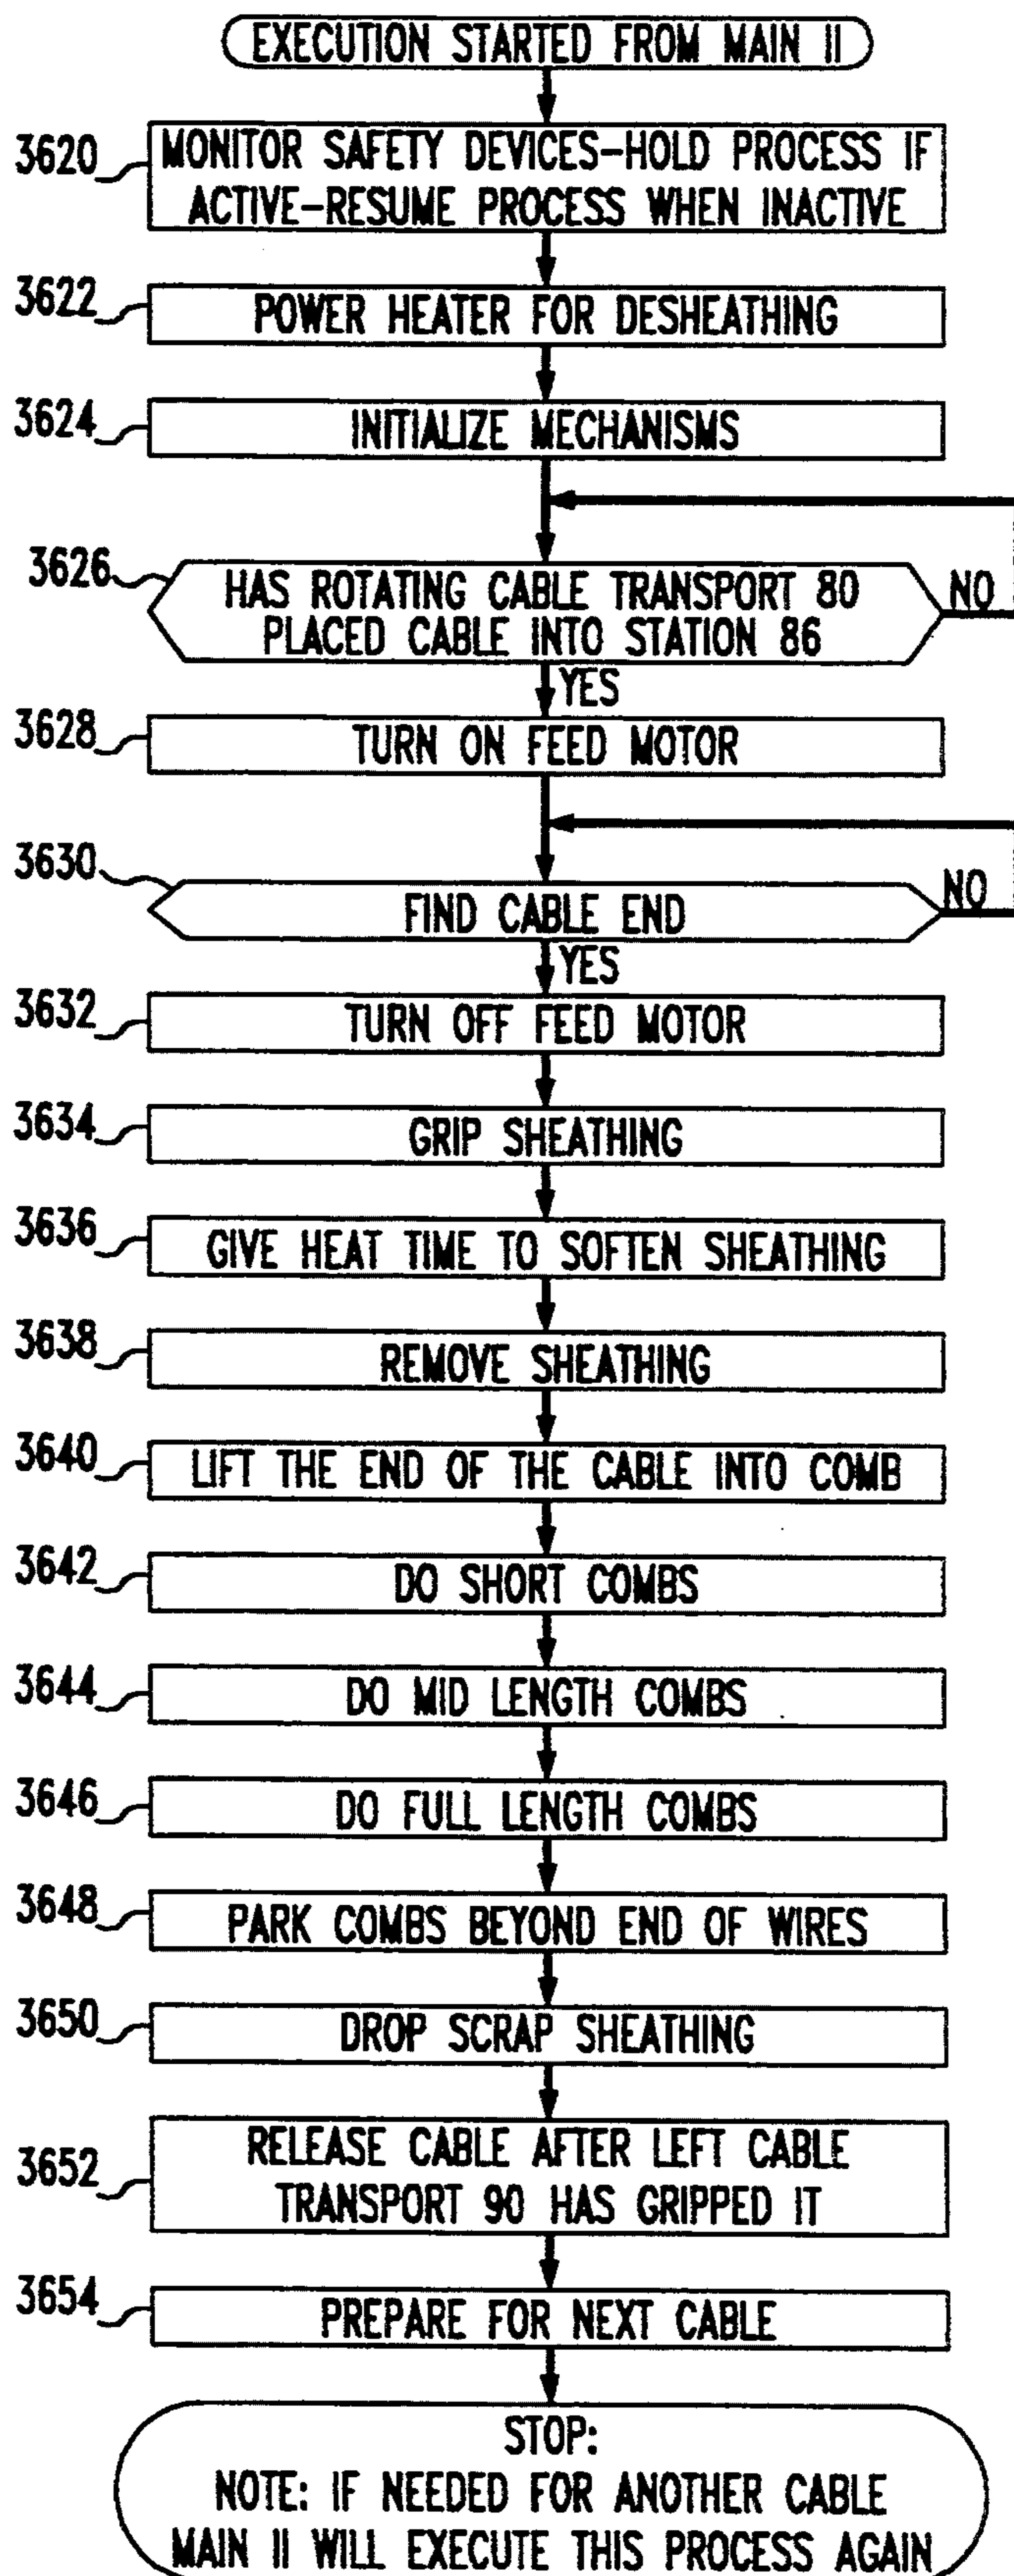 EXECUTION STARTED FROM MAIN II
3620
MONITOR SAFETY DEVICES-HOLD PROCESS IF
ACTIVE-RESUME PROCESS WHEN INACTIVE
3622
POWER HEATER FOR DESHEATHING
3624
INITIALIZE MECHANISMS
3626
HAS ROTATING CABLE TRANSPORT 80
PLACED CABLE INTO STATION 86
NO
YES
3628
TURN ON FEED MOTOR
3630
FIND CABLE END
NO
YES
3632
TURN OFF FEED MOTOR
3634
GRIP SHEATHING
3636
GIVE HEAT TIME TO SOFTEN SHEATHING
3638
REMOVE SHEATHING
3640
LIFT THE END OF THE CABLE INTO COMB
3642
DO SHORT COMBS
3644
DO MID LENGTH COMBS
3646
DO FULL LENGTH COMBS
3648
PARK COMBS BEYOND END OF WIRES
3650
DROP SCRAP SHEATHING
3652
RELEASE CABLE AFTER LEFT CABLE
TRANSPORT 90 HAS GRIPPED IT
3654
PREPARE FOR NEXT CABLE
STOP:
NOTE: IF NEEDED FOR ANOTHER CABLE
MAIN II WILL EXECUTE THIS PROCESS AGAIN